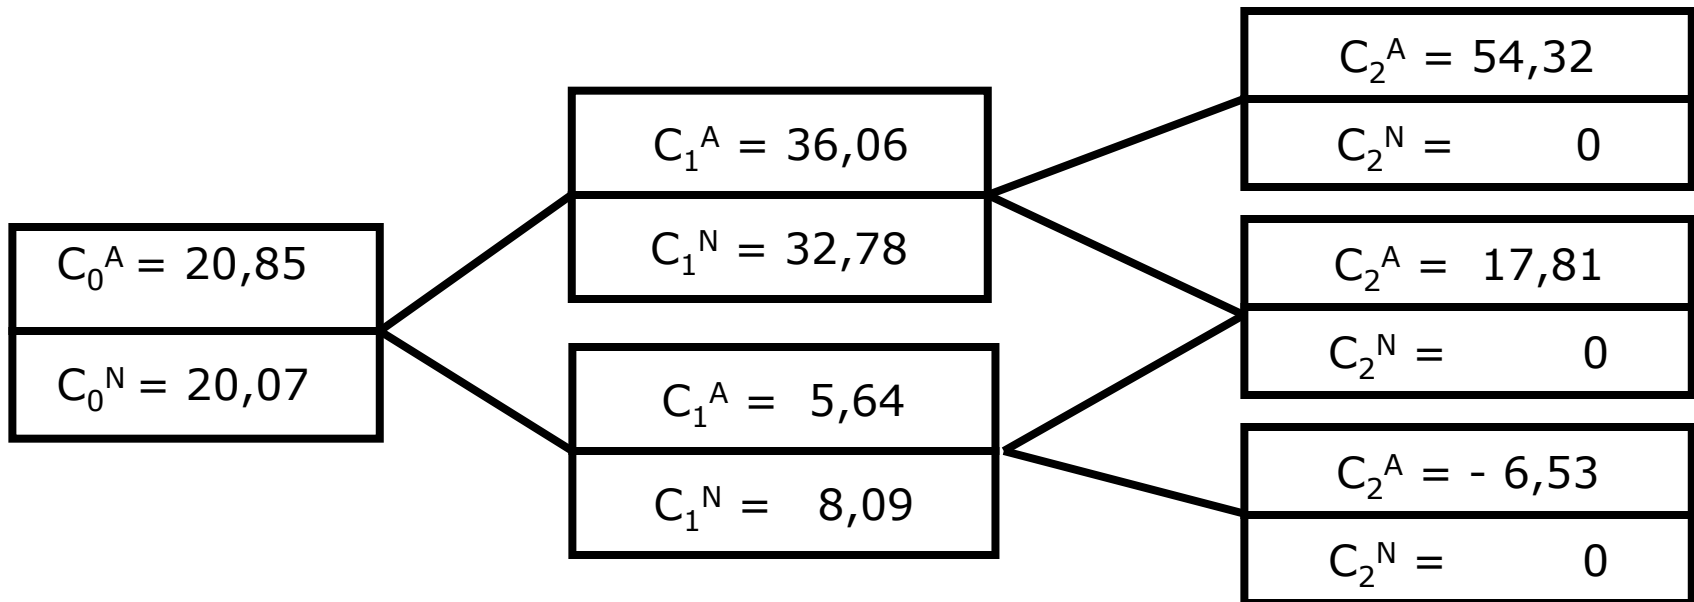 C₀ᴬ = 20,85
C₀ᴺ = 20,07
C₁ᴬ = 36,06
C₁ᴺ = 32,78
C₁ᴬ = 5,64
C₁ᴺ = 8,09
C₂ᴬ = 54,32
C₂ᴺ = 0
C₂ᴬ = 17,81
C₂ᴺ = 0
C₂ᴬ = - 6,53
C₂ᴺ = 0